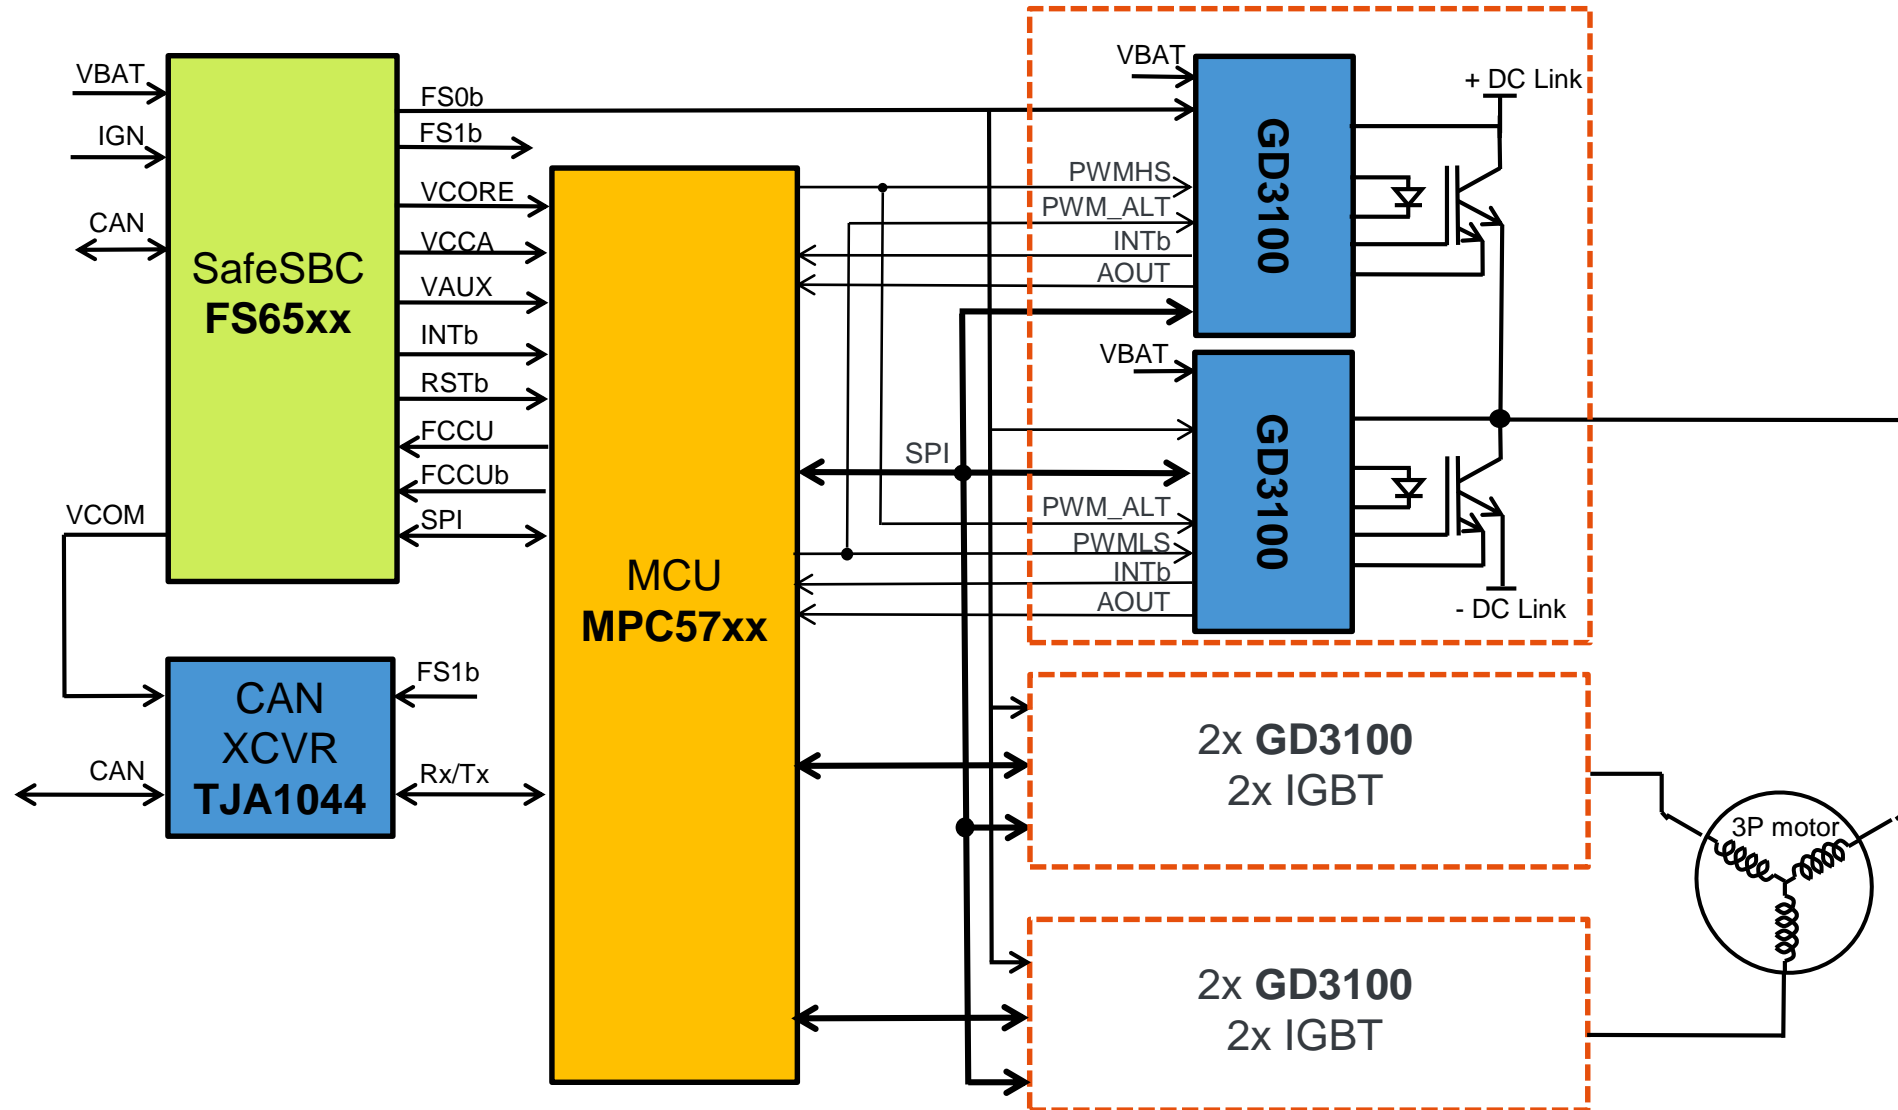 VBAT
IGN
CAN
SafeSBC
FS65xx
FS0b
FS1b
VCORE
VCCA
VAUX
INTb
RSTb
FCCU
FCCUb
SPI
VCOM
CAN
XCVR
TJA1044
FS1b
CAN
Rx/Tx
MCU
MPC57xx
SPI
VBAT
PWMHS
PWM_ALT
INTb
AOUT
GD3100
+ DC Link
VBAT
PWM_ALT
PWMLS
INTb
AOUT
GD3100
- DC Link
2x GD3100
2x IGBT
2x GD3100
2x IGBT
3P motor